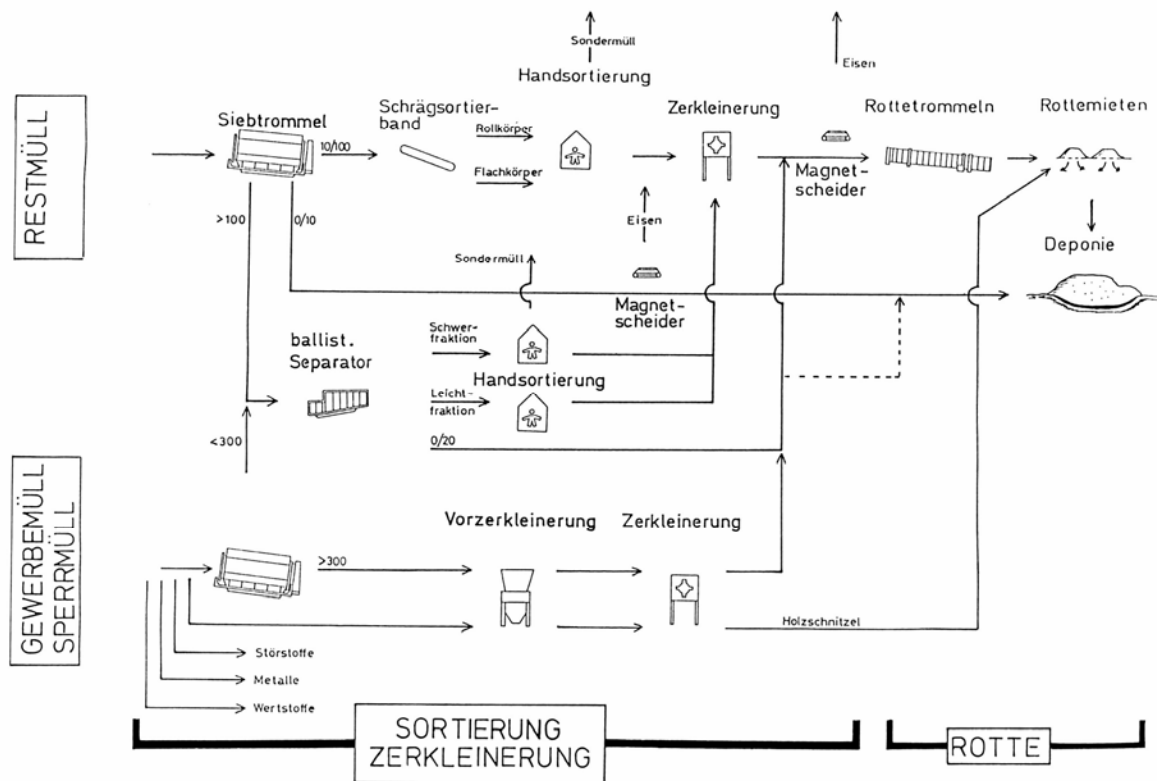 Sondermüll
Eisen
Handsortierung
RESTMÜLL
Siebtrommel
Schrägsortier-
band
Zerkleinerung
Rottetrommeln
Rottemieten
10/100
Rollkörper
Flachkörper
Magnet-
scheider
>100
0/10
Eisen
Deponie
Sondermüll
Magnet-
scheider
ballist.
Separator
Schwer-
fraktion
Handsortierung
Leicht-
fraktion
<300
0/20
GEWERBEMÜLL
SPERRMÜLL
Vorzerkleinerung
Zerkleinerung
>300
Holzschnitzel
Störstoffe
Metalle
Wertstoffe
SORTIERUNG
ZERKLEINERUNG
ROTTE